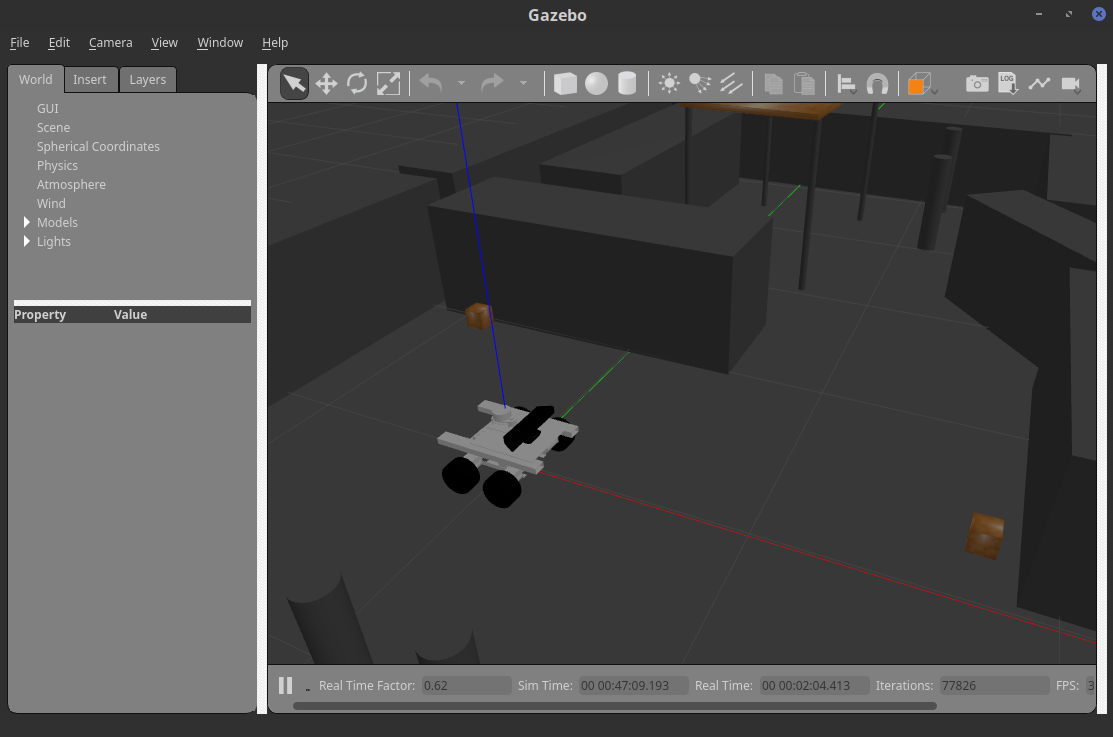 Gazebo
File Edit Camera View Window Help
World Insert Layers
GUI
Scene
Spherical Coordinates
Physics
Atmosphere
Wind
Models
Lights
Property Value
LOG
Real Time Factor: 0.62 Sim Time: 00 00:47:09.193 Real Time: 00 00:02:04.413 Iterations: 77826 FPS: 3